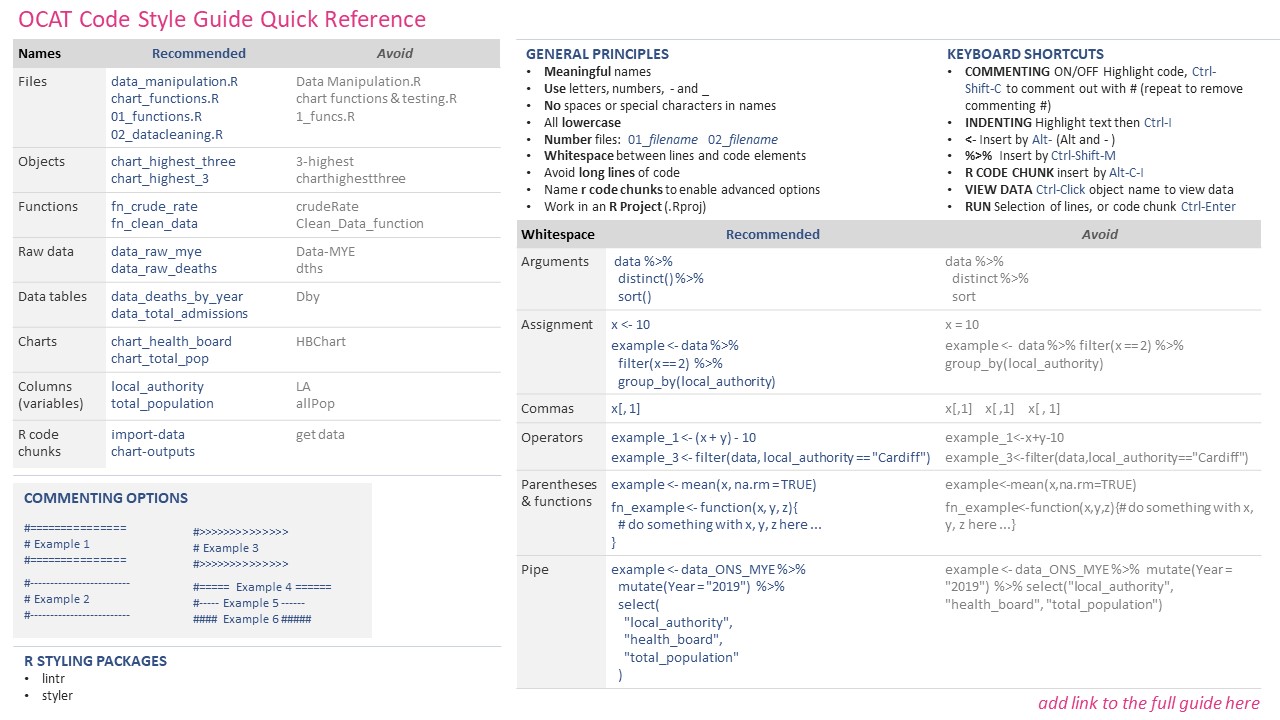 OCAT Code Style Guide Quick Reference
Names Recommended Avoid
Files data_manipulation.R Data Manipulation.R
chart_functions.R chart functions & testing.R
01_functions.R 1_funcs.R
02_datacleaning.R
Objects chart_highest_three 3-highest
chart_highest_3 charthighestthree
Functions fn_crude_rate crudeRate
fn_clean_data Clean_Data_function
Raw data data_raw_mye Data-MYE
data_raw_deaths dths
Data tables data_deaths_by_year Dby
data_total_admissions
Charts chart_health_board HBChart
chart_total_pop
Columns local_authority LA
(variables) total_population allPop
R code import-data get data
chunks chart-outputs
COMMENTING OPTIONS
#===============
# Example 1
#===============
#--------------------------
# Example 2
#--------------------------
#>>>>>>>>>>>>>>
# Example 3
#>>>>>>>>>>>>>>
#===== Example 4 ======
#----- Example 5 ------
#### Example 6 #####
R STYLING PACKAGES
• lintr
• styler
GENERAL PRINCIPLES
• Meaningful names
• Use letters, numbers, - and _
• No spaces or special characters in names
• All lowercase
• Number files: 01_filename 02_filename
• Whitespace between lines and code elements
• Avoid long lines of code
• Name r code chunks to enable advanced options
• Work in an R Project (.Rproj)
KEYBOARD SHORTCUTS
• COMMENTING ON/OFF Highlight code, Ctrl-
Shift-C to comment out with # (repeat to remove
commenting #)
• INDENTING Highlight text then Ctrl-I
• <- Insert by Alt- (Alt and - )
• %>% Insert by Ctrl-Shift-M
• R CODE CHUNK insert by Alt-C-I
• VIEW DATA Ctrl-Click object name to view data
• RUN Selection of lines, or code chunk Ctrl-Enter
Whitespace Recommended Avoid
Arguments data %>% data %>%
distinct() %>% distinct %>%
sort() sort
Assignment x <- 10 x = 10
example <- data %>% example <- data %>% filter(x == 2) %>%
filter(x == 2) %>% group_by(local_authority)
group_by(local_authority)
Commas x[, 1] x[,1] x[ ,1] x[ , 1]
Operators example_1 <- (x + y) - 10 example_1<-x+y-10
example_3 <- filter(data, local_authority == "Cardiff") example_3<-filter(data,local_authority=="Cardiff")
Parentheses example <- mean(x, na.rm = TRUE) example<-mean(x,na.rm=TRUE)
& functions fn_example <- function(x, y, z){ fn_example<-function(x,y,z){# do something with x,
# do something with x, y, z here ... y, z here ...}
}
Pipe example <- data_ONS_MYE %>% example <- data_ONS_MYE %>% mutate(Year =
mutate(Year = "2019") %>% "2019") %>% select("local_authority",
select( "health_board", "total_population")
"local_authority",
"health_board",
"total_population"
)
add link to the full guide here